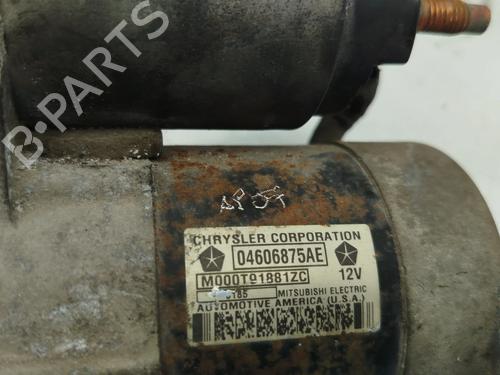 B-PARTS
CHRYSLER CORPORATION
04606875AE
M000T91881ZC 12V
MITSUBISHI ELECTRIC
AUTOMOTIVE AMERICA (U.S.A.)